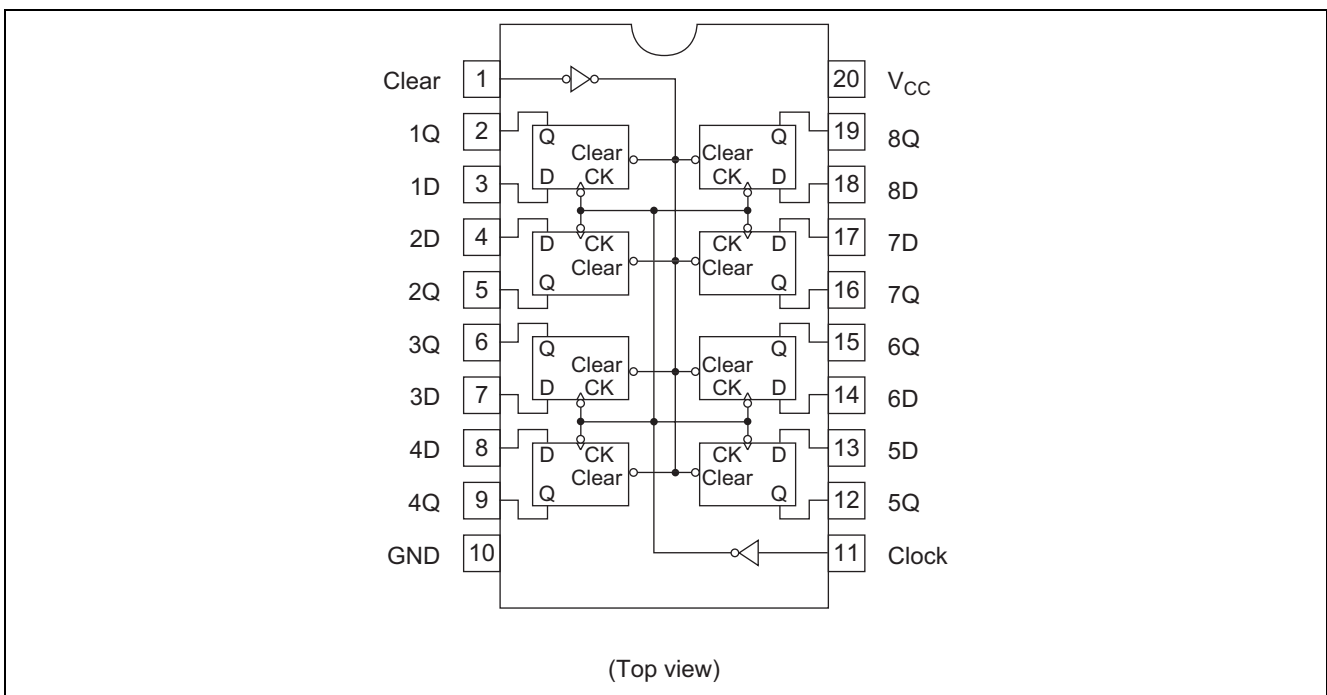 Clear 1 20 VCC
1Q 2 Q Clear Clear Q 19 8Q
1D 3 D CK CK D 18 8D
2D 4 D CK CK D 17 7D
2Q 5 Q Clear Clear Q 16 7Q
3Q 6 Q Clear Clear Q 15 6Q
3D 7 D CK CK D 14 6D
4D 8 D CK CK D 13 5D
4Q 9 Q Clear Clear Q 12 5Q
GND 10 11 Clock
(Top view)